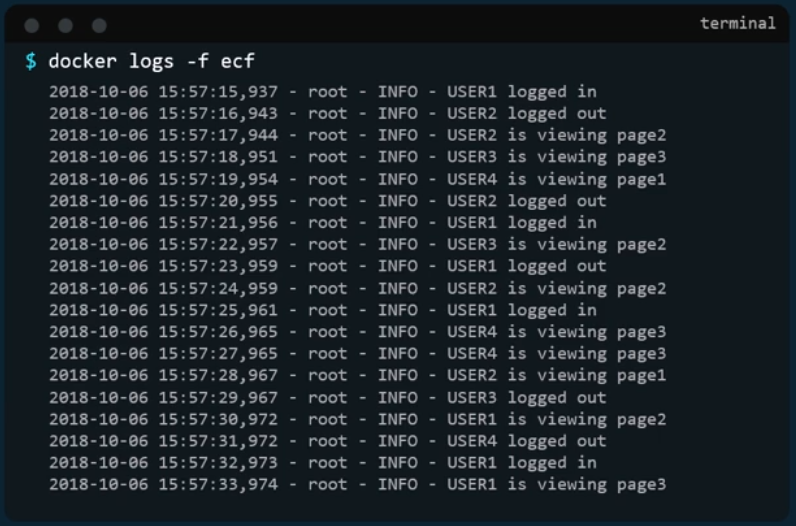 terminal
$ docker logs -f ecf
2018-10-06 15:57:15,937 - root - INFO - USER1 logged in
2018-10-06 15:57:16,943 - root - INFO - USER2 logged out
2018-10-06 15:57:17,944 - root - INFO - USER2 is viewing page2
2018-10-06 15:57:18,951 - root - INFO - USER3 is viewing page3
2018-10-06 15:57:19,954 - root - INFO - USER4 is viewing page1
2018-10-06 15:57:20,955 - root - INFO - USER2 logged out
2018-10-06 15:57:21,956 - root - INFO - USER1 logged in
2018-10-06 15:57:22,957 - root - INFO - USER3 is viewing page2
2018-10-06 15:57:23,959 - root - INFO - USER1 logged out
2018-10-06 15:57:24,959 - root - INFO - USER2 is viewing page2
2018-10-06 15:57:25,961 - root - INFO - USER1 logged in
2018-10-06 15:57:26,965 - root - INFO - USER4 is viewing page3
2018-10-06 15:57:27,965 - root - INFO - USER4 is viewing page3
2018-10-06 15:57:28,967 - root - INFO - USER2 is viewing page1
2018-10-06 15:57:29,967 - root - INFO - USER3 logged out
2018-10-06 15:57:30,972 - root - INFO - USER1 is viewing page2
2018-10-06 15:57:31,972 - root - INFO - USER4 logged out
2018-10-06 15:57:32,973 - root - INFO - USER1 logged in
2018-10-06 15:57:33,974 - root - INFO - USER1 is viewing page3